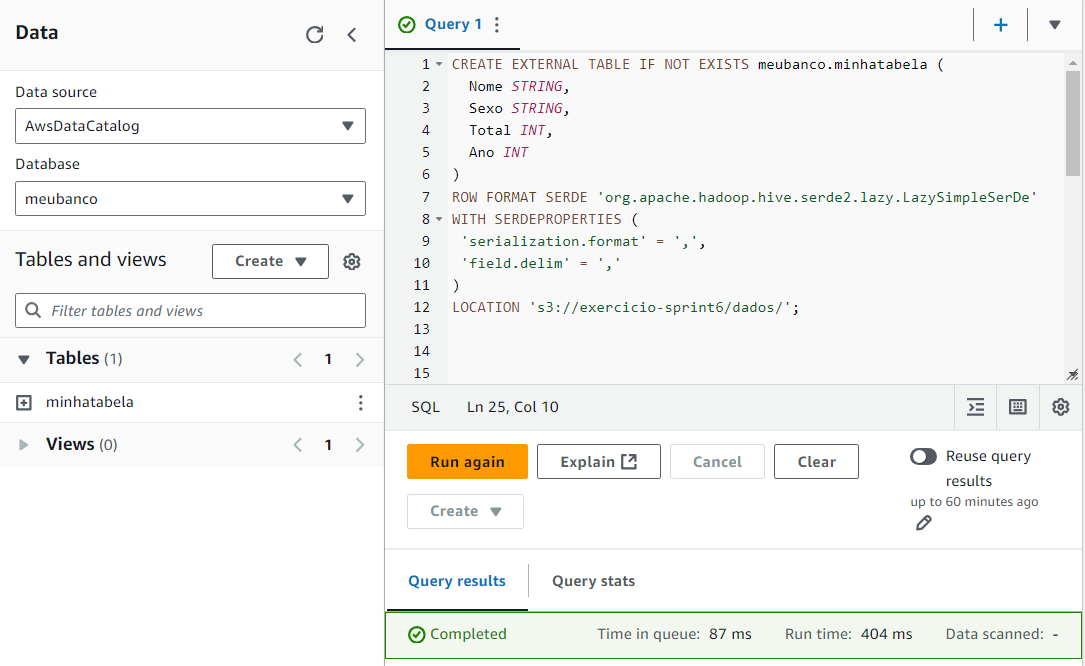 Data
Data source
AwsDataCatalog
Database
meubanco
Tables and views
Create
Filter tables and views
Tables (1)
1
minhatabela
Views (0)
1
Query 1
1 CREATE EXTERNAL TABLE IF NOT EXISTS meubanco.minhatabela (
2 Nome STRING,
3 Sexo STRING,
4 Total INT,
5 Ano INT
6 )
7 ROW FORMAT SERDE 'org.apache.hadoop.hive.serde2.lazy.LazySimpleSerDe'
8 WITH SERDEPROPERTIES (
9 'serialization.format' = ',',
10 'field.delim' = ','
11 )
12 LOCATION 's3://exercicio-sprint6/dados/';
13
14
15
SQL Ln 25, Col 10
Run again Explain Cancel Clear
Reuse query
results
up to 60 minutes ago
Create
Query results Query stats
Completed Time in queue: 87 ms Run time: 404 ms Data scanned: -